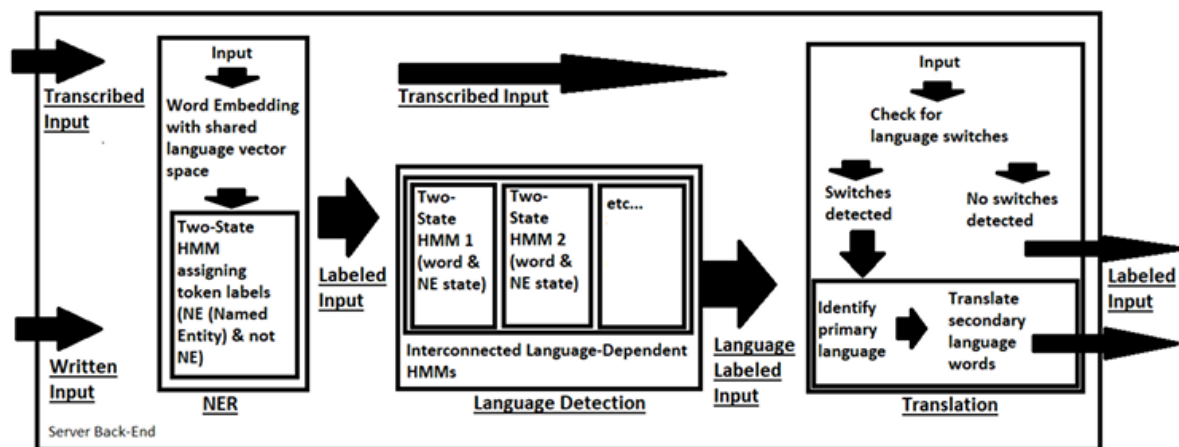 Transcribed
Input
Written
Input
Server Back-End
Input
Word Embedding
with shared
language vector
space
Two-State
HMM
assigning
token labels
(NE (Named
Entity) & not
NE)
NER
Labeled
Input
Transcribed Input
Two-
State
HMM 1
(word &
NE state)
Two-
State
HMM 2
(word &
NE state)
etc...
Interconnected Language-Dependent
HMMs
Language Detection
Language
Labeled
Input
Input
Check for
language switches
Switches
detected
No switches
detected
Identify
primary
language
Translate
secondary
language
words
Translation
Labeled
Input